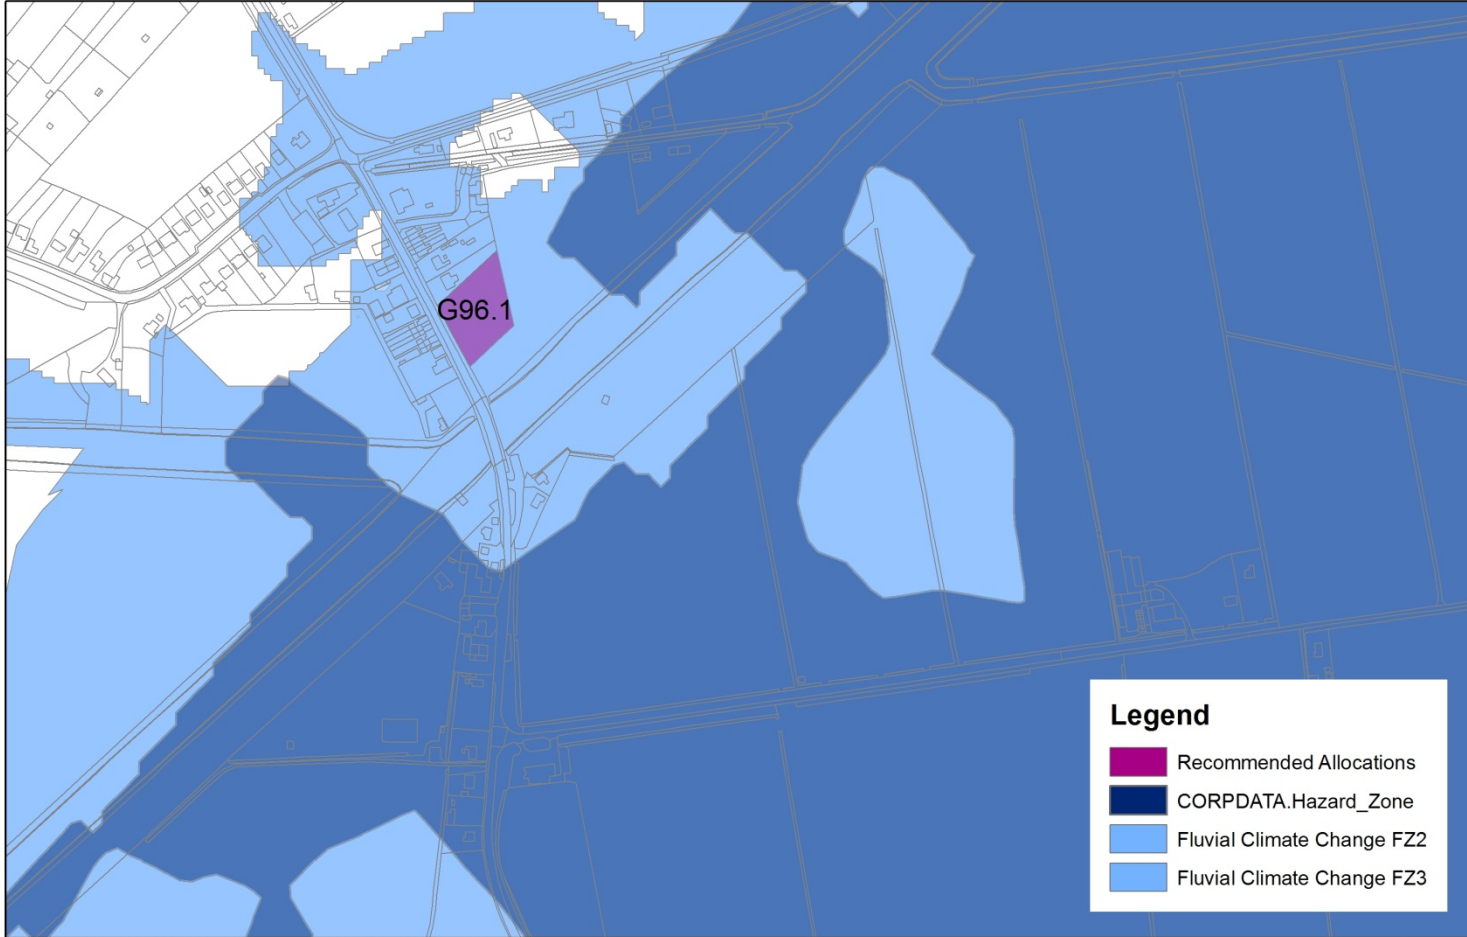 G96.1
Legend
Recommended Allocations
CORPDATA.Hazard_Zone
Fluvial Climate Change FZ2
Fluvial Climate Change FZ3